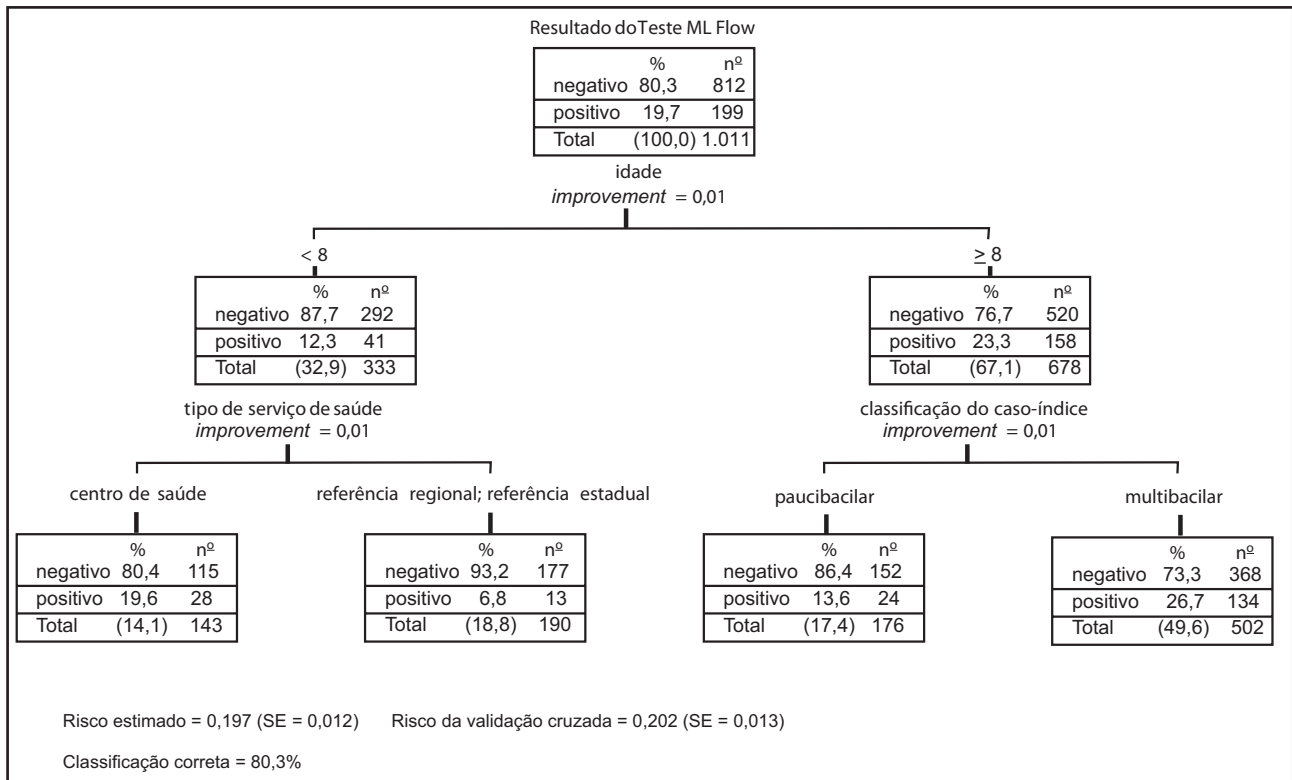 Resultado do Teste ML Flow
% nº
negativo 80,3 812
positivo 19,7 199
Total (100,0) 1.011
idade
improvement = 0,01
< 8
% nº
negativo 87,7 292
positivo 12,3 41
Total (32,9) 333
≥ 8
% nº
negativo 76,7 520
positivo 23,3 158
Total (67,1) 678
tipo de serviço de saúde
improvement = 0,01
classificação do caso-índice
improvement = 0,01
centro de saúde
% nº
negativo 80,4 115
positivo 19,6 28
Total (14,1) 143
referência regional; referência estadual
% nº
negativo 93,2 177
positivo 6,8 13
Total (18,8) 190
paucibacilar
% nº
negativo 86,4 152
positivo 13,6 24
Total (17,4) 176
multibacilar
% nº
negativo 73,3 368
positivo 26,7 134
Total (49,6) 502
Risco estimado = 0,197 (SE = 0,012) Risco da validação cruzada = 0,202 (SE = 0,013)
Classificação correta = 80,3%